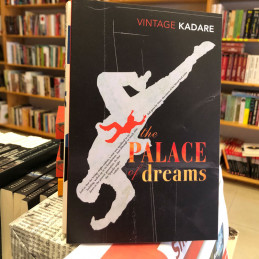 VINTAGE KADARE
the
PALACE
of dreams